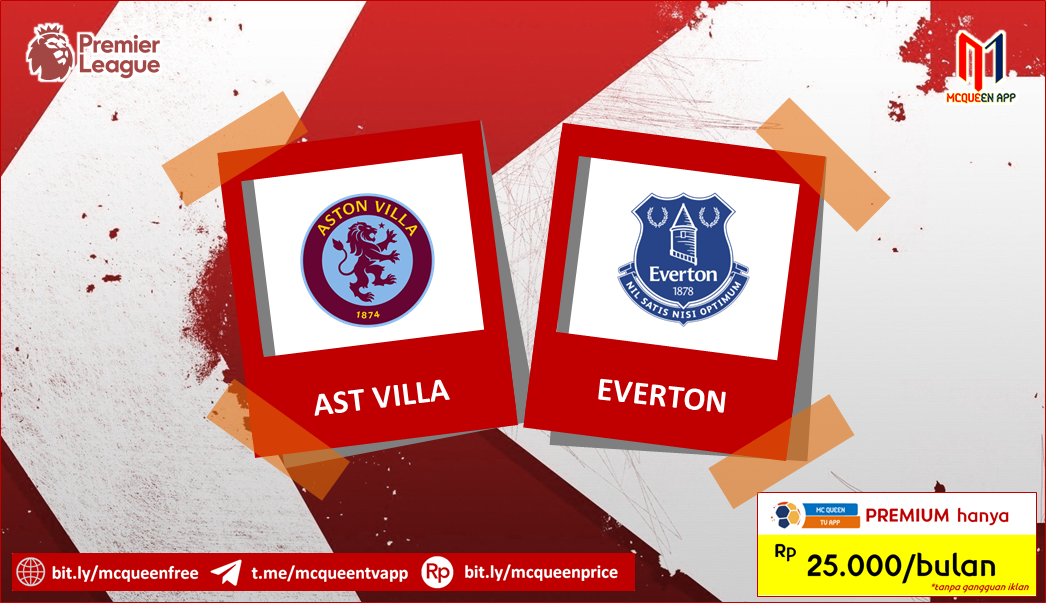 Premier
League
MCQUEEN APP
ASTON VILLA
1874
AST VILLA
Everton
1878
NIL SATIS NISI OPTIMUM
EVERTON
MC QUEEN
TV APP
PREMIUM hanya
Rp 25.000/bulan
*tanpa gangguan iklan
bit.ly/mcqueenfree
t.me/mcqueentvapp
Rp
bit.ly/mcqueenprice